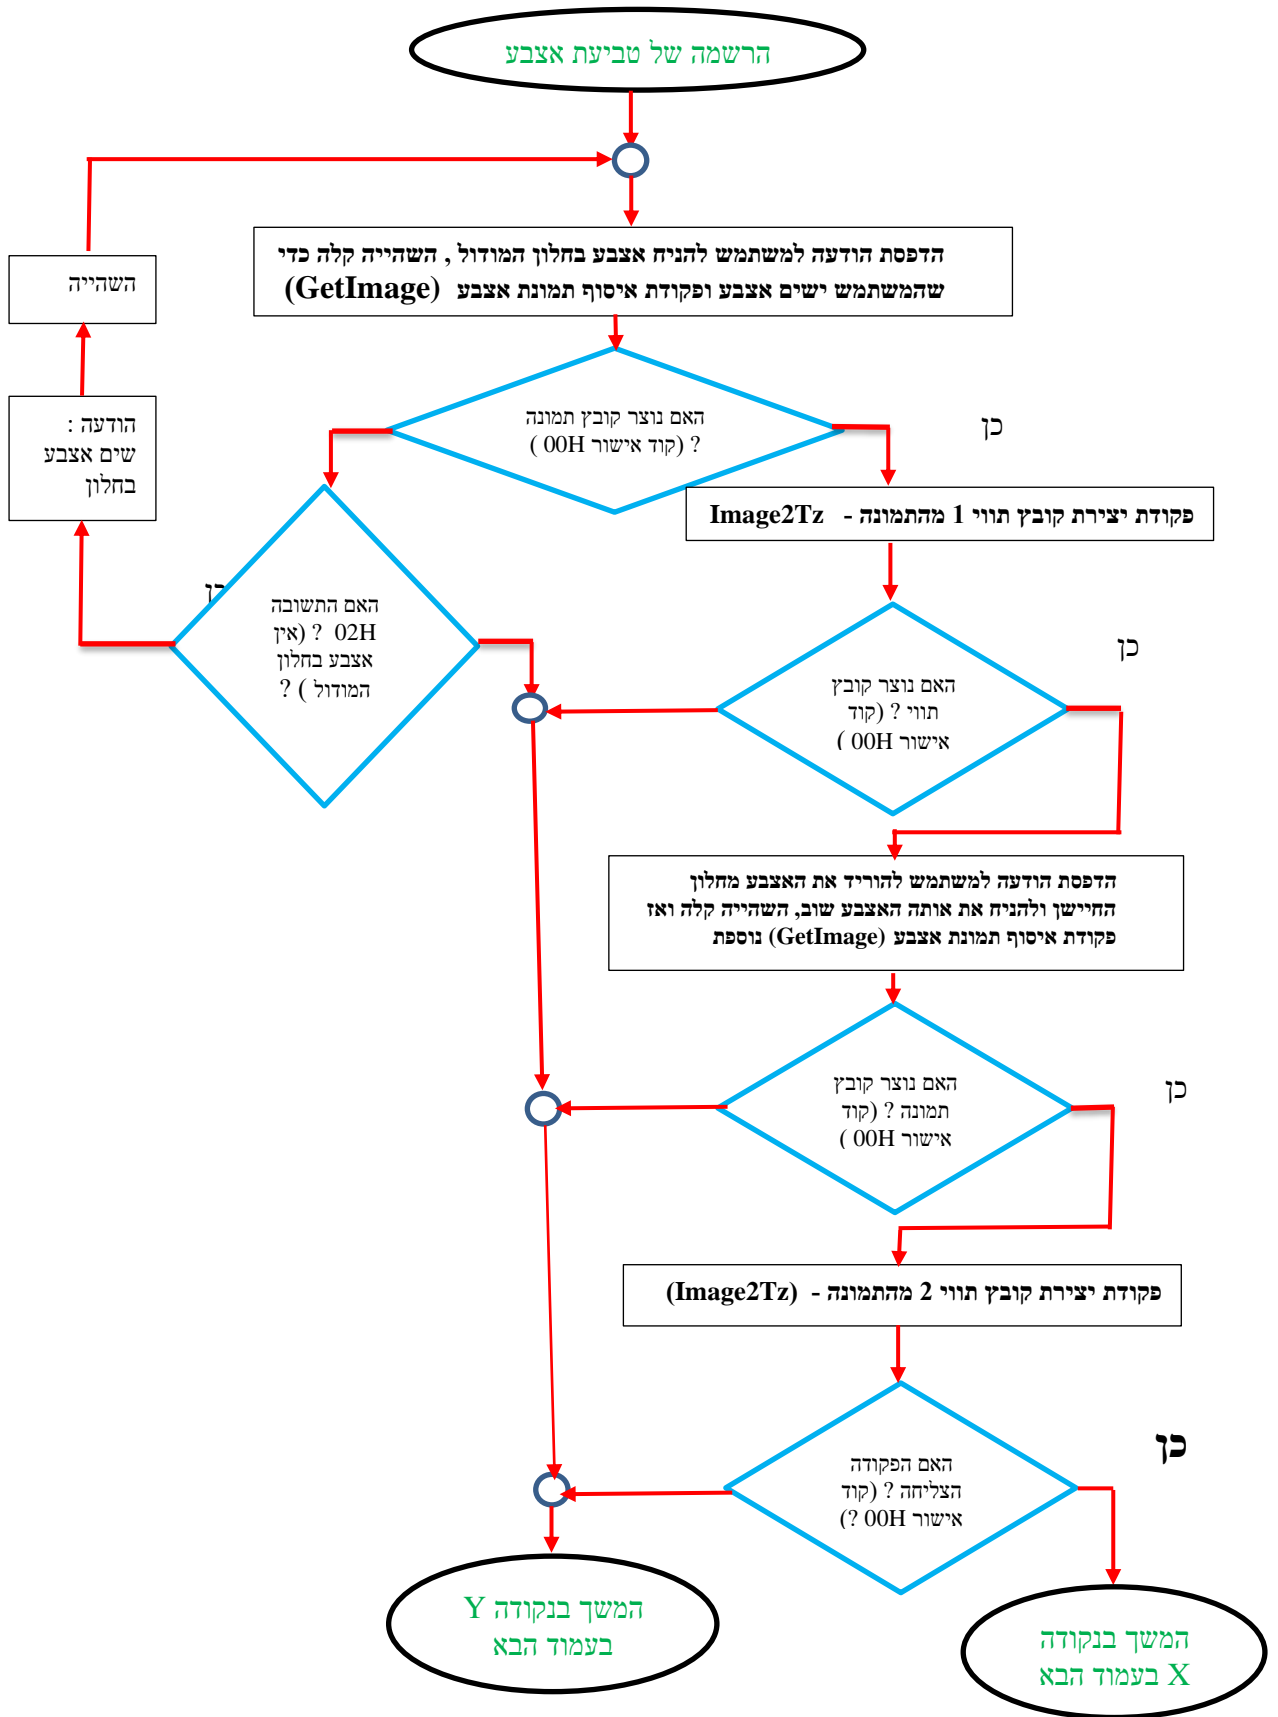 הרשמה של טביעת אצבע
הדפסת הודעה למשתמש להניח אצבע בחלון המודול , השהייה קלה כדי
שהמשתמש ישים אצבע ופקודת איסוף תמונת אצבע (GetImage)
השהייה
האם נוצר קובץ תמונה
? (קוד אישור 00H )
כן
הודעה :
שים אצבע
בחלון
פקודת יצירת קובץ תווי 1 מהתמונה - Image2Tz
כן
האם התשובה
02H ? (אין
אצבע בחלון
המודול ) ?
כן
האם נוצר קובץ
תווי ? (קוד
אישור 00H )
הדפסת הודעה למשתמש להוריד את האצבע מחלון
החיישן ולהניח את אותה האצבע שוב, השהייה קלה ואז
פקודת איסוף תמונת אצבע (GetImage) נוספת
כן
האם נוצר קובץ
תמונה ? (קוד
אישור 00H )
פקודת יצירת קובץ תווי 2 מהתמונה - (Image2Tz)
כן
האם הפקודה
הצליחה ? (קוד
אישור 00H ?)
המשך בנקודה Y
בעמוד הבא
המשך בנקודה
X בעמוד הבא